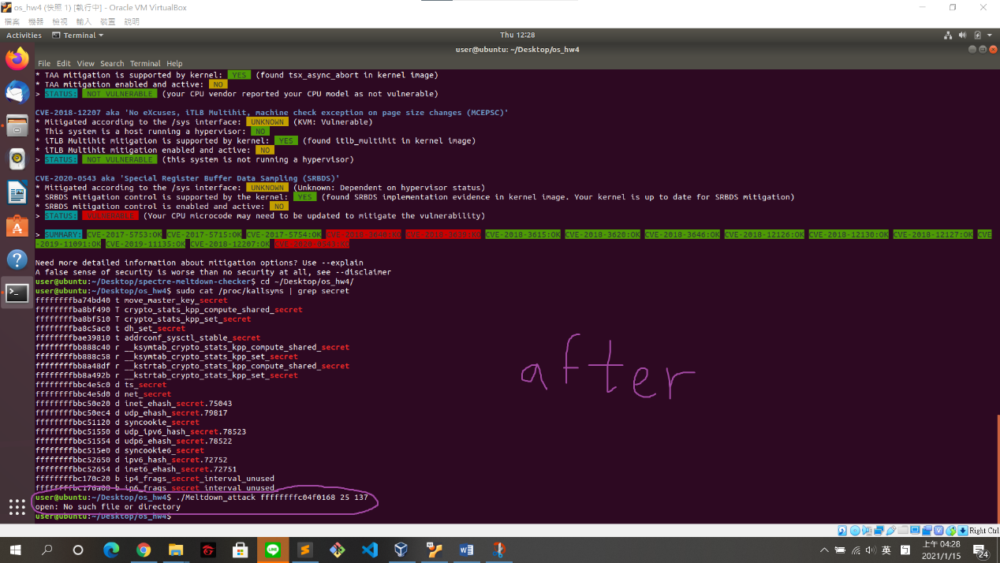 os_hw4 (快照 1) [執行中] - Oracle VM VirtualBox
檔案 機器 檢視 輸入 裝置 說明
Activities Terminal Thu 12:28
user@ubuntu: ~/Desktop/os_hw4
File Edit View Search Terminal Help
* TAA mitigation is supported by kernel: YES (found tsx_async_abort in kernel image)
* TAA mitigation enabled and active: NO
> STATUS: NOT VULNERABLE (your CPU vendor reported your CPU model as not vulnerable)
CVE-2018-12207 aka 'No eXcuses, iTLB Multihit, machine check exception on page size changes (MCEPSC)'
* Mitigated according to the /sys interface: UNKNOWN (KVM: Vulnerable)
* This system is a host running a hypervisor: NO
* iTLB Multihit mitigation is supported by kernel: YES (found itlb_multihit in kernel image)
* iTLB Multihit mitigation enabled and active: NO
> STATUS: NOT VULNERABLE (this system is not running a hypervisor)
CVE-2020-0543 aka 'Special Register Buffer Data Sampling (SRBDS)'
* Mitigated according to the /sys interface: UNKNOWN (Unknown: Dependent on hypervisor status)
* SRBDS mitigation control is supported by the kernel: YES (found SRBDS implementation evidence in kernel image. Your kernel is up to date for SRBDS mitigation)
* SRBDS mitigation control is enabled and active: NO
> STATUS: VULNERABLE (Your CPU microcode may need to be updated to mitigate the vulnerability)
> SUMMARY: CVE-2017-5753:OK CVE-2017-5715:OK CVE-2017-5754:OK CVE-2018-3640:KO CVE-2018-3639:KO CVE-2018-3615:OK CVE-2018-3620:OK CVE-2018-3646:OK CVE-2018-12126:OK CVE-2018-12130:OK CVE-2018-12127:OK CVE
-2019-11091:OK CVE-2019-11135:OK CVE-2018-12207:OK CVE-2020-0543:KO
Need more detailed information about mitigation options? Use --explain
A false sense of security is worse than no security at all, see --disclaimer
user@ubuntu:~/Desktop/spectre-meltdown-checker$ cd ~/Desktop/os_hw4/
user@ubuntu:~/Desktop/os_hw4$ sudo cat /proc/kallsyms | grep secret
ffffffffba74bd40 t move_master_key_secret
ffffffffba8bf490 T crypto_stats_kpp_compute_shared_secret
ffffffffba8bf510 T crypto_stats_kpp_set_secret
ffffffffba8c5ac0 t dh_set_secret
ffffffffbae39810 t addrconf_sysctl_stable_secret
ffffffffbb888c40 r __ksymtab_crypto_stats_kpp_compute_shared_secret
ffffffffbb888c58 r __ksymtab_crypto_stats_kpp_set_secret
ffffffffbb8a48df r __kstrtab_crypto_stats_kpp_compute_shared_secret
ffffffffbb8a492b r __kstrtab_crypto_stats_kpp_set_secret
ffffffffbbc4e5c0 d ts_secret
ffffffffbbc4e5d0 d net_secret
ffffffffbbc50e20 d inet_ehash_secret.75043
ffffffffbbc50ec4 d udp_ehash_secret.79817
ffffffffbbc51120 d syncookie_secret
ffffffffbbc51550 d udp_ipv6_hash_secret.78523
ffffffffbbc51554 d udp6_ehash_secret.78522
ffffffffbbc515e0 d syncookie6_secret
ffffffffbbc52650 d ipv6_hash_secret.72752
ffffffffbbc52654 d inet6_ehash_secret.72751
ffffffffbc170c20 b ip4_frags_secret_interval_unused
ffffffffbc170a00 b ip6_frags_secret_interval_unused
user@ubuntu:~/Desktop/os_hw4$ ./Meltdown_attack ffffffffc04f0168 25 137
open: No such file or directory
user@ubuntu:~/Desktop/os_hw4$
after
Right Ctrl
英
上午 04:28
2021/1/15
24